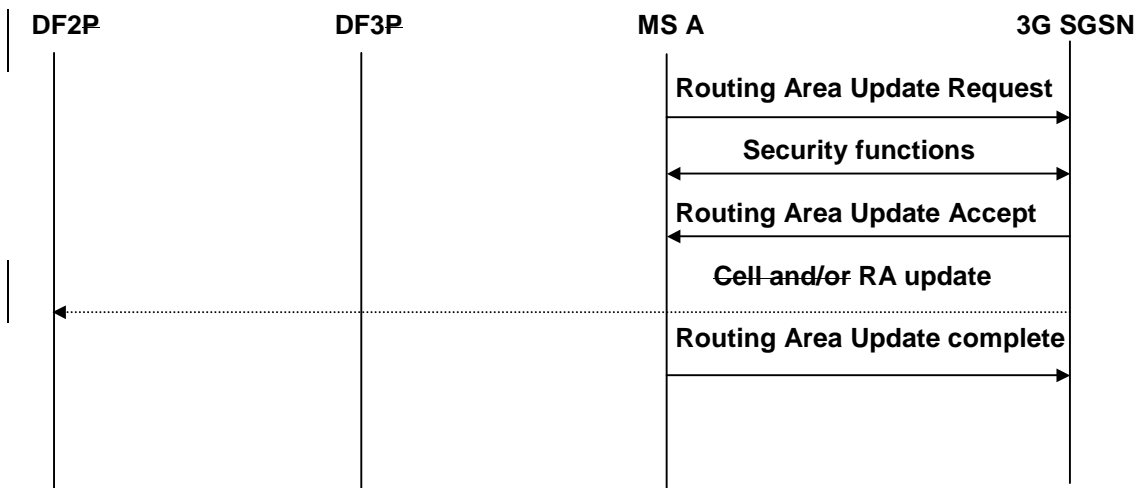 DF2P DF3P MS A 3G SGSN
Routing Area Update Request
Security functions
Routing Area Update Accept
Cell and/or RA update
Routing Area Update complete